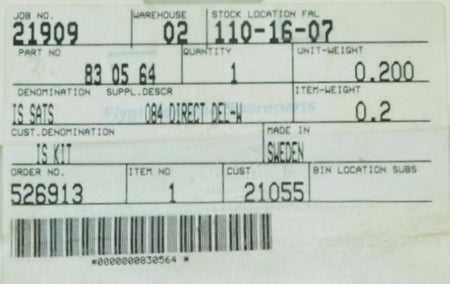 JOB NO. WAREHOUSE STOCK LOCATION FAL
21909 02 110-16-07
PART NO QUANTITY UNIT-WEIGHT
83 05 64 1 0.200
DENOMINATION SUPPL.DESCR ITEM-WEIGHT
IS SATS 084 DIRECT DEL-W 0.2
CUST.DENOMINATION MADE IN
IS KIT SWEDEN
ORDER NO. ITEM NO CUST BIN LOCATION SUBS
526913 1 21055
*0000000830564 *